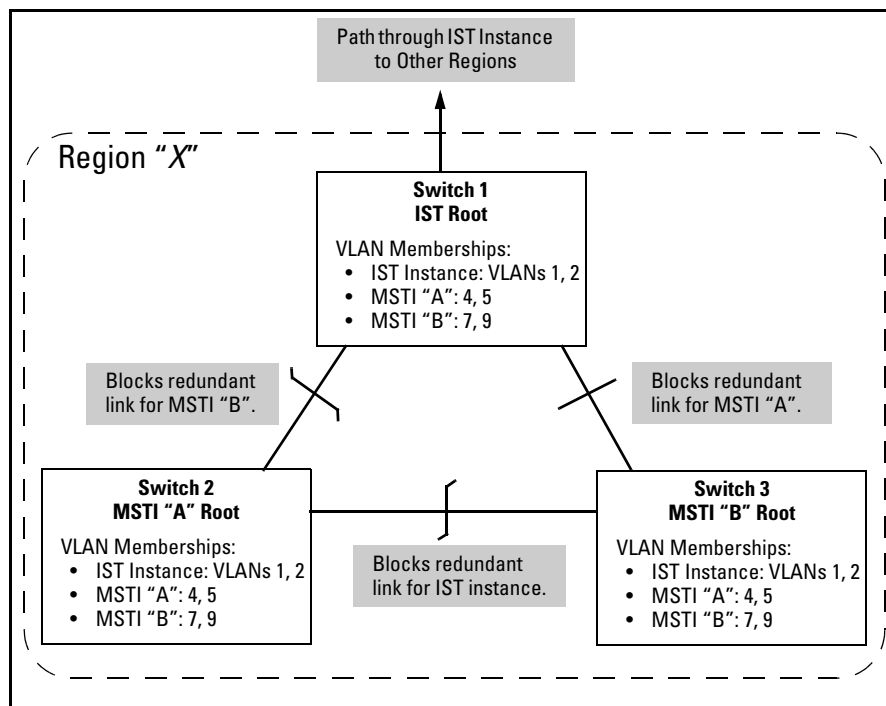 Path through IST Instance
to Other Regions
Region “X”
Switch 1
IST Root
VLAN Memberships:
• IST Instance: VLANs 1, 2
• MSTI “A”: 4, 5
• MSTI “B”: 7, 9
Blocks redundant
link for MSTI “B”.
Blocks redundant
link for MSTI “A”.
Switch 2
MSTI “A” Root
VLAN Memberships:
• IST Instance: VLANs 1, 2
• MSTI “A”: 4, 5
• MSTI “B”: 7, 9
Blocks redundant
link for IST instance.
Switch 3
MSTI “B” Root
VLAN Memberships:
• IST Instance: VLANs 1, 2
• MSTI “A”: 4, 5
• MSTI “B”: 7, 9